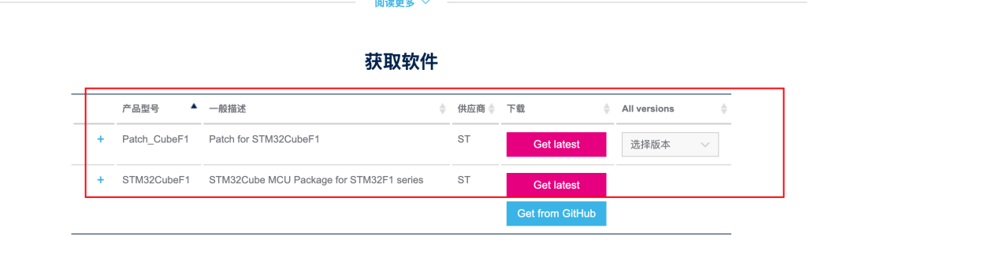 阅读更多
获取软件
产品型号 一般描述 供应商 下载 All versions
+ Patch_CubeF1 Patch for STM32CubeF1 ST Get latest 选择版本
+ STM32CubeF1 STM32Cube MCU Package for STM32F1 series ST Get latest
Get from GitHub